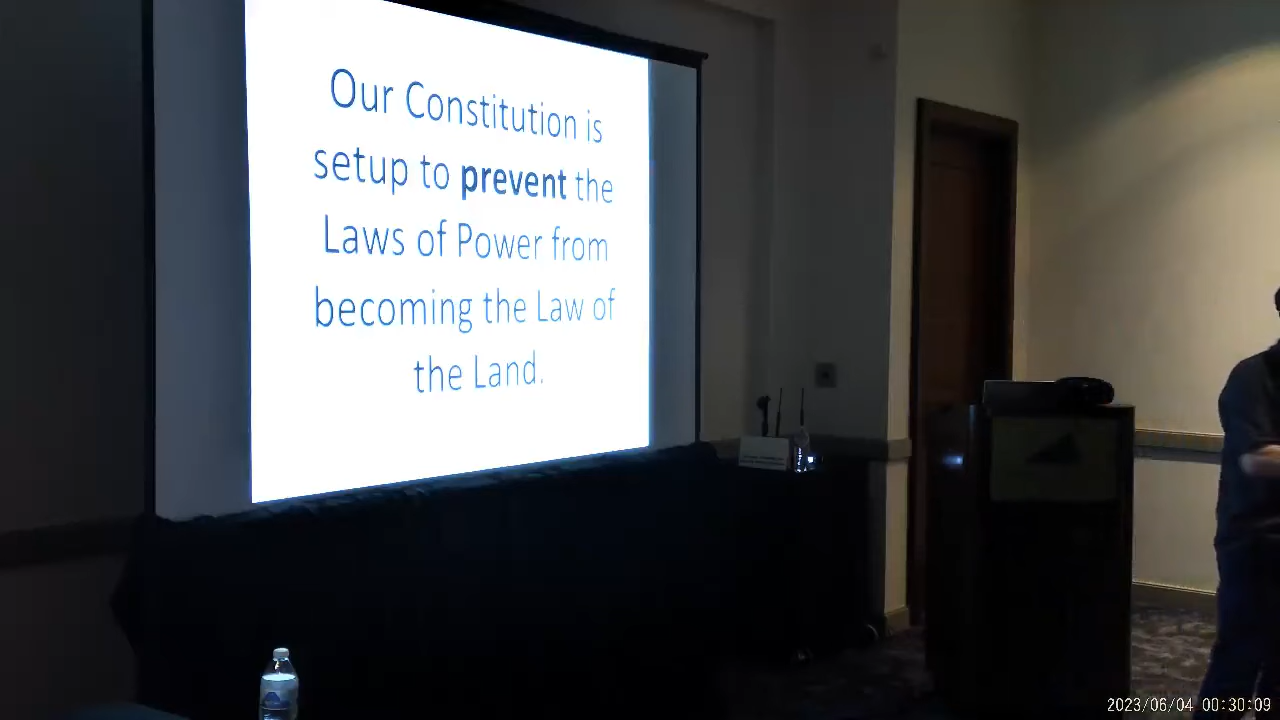 Our Constitution is
setup to prevent the
Laws of Power from
becoming the Law of
the Land.
2023/06/04 00:30:09